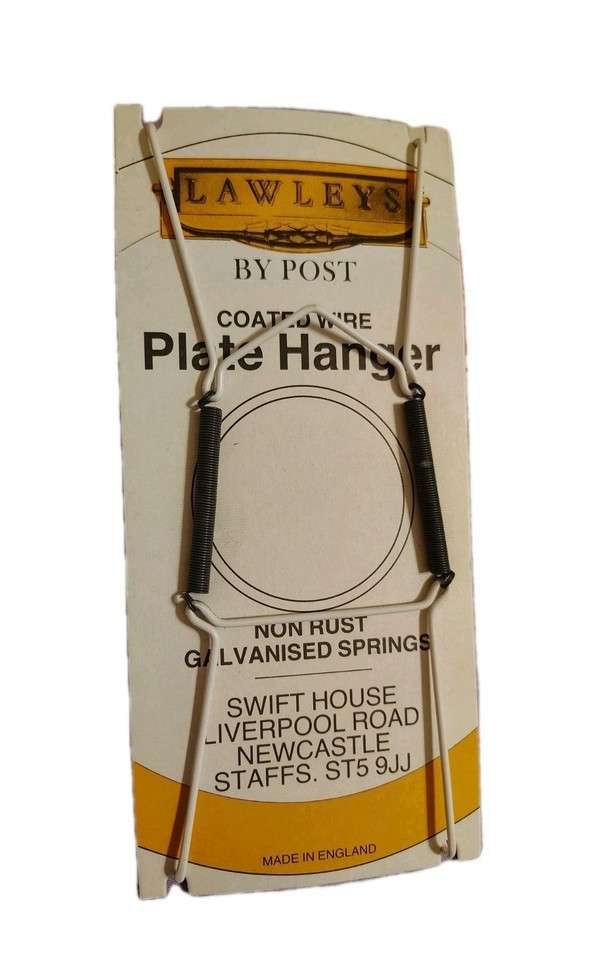 LAWLEYS
BY POST
COATED WIRE
Plate Hanger
NON RUST
GALVANISED SPRINGS
SWIFT HOUSE
LIVERPOOL ROAD
NEWCASTLE
STAFFS. ST5 9JJ
MADE IN ENGLAND